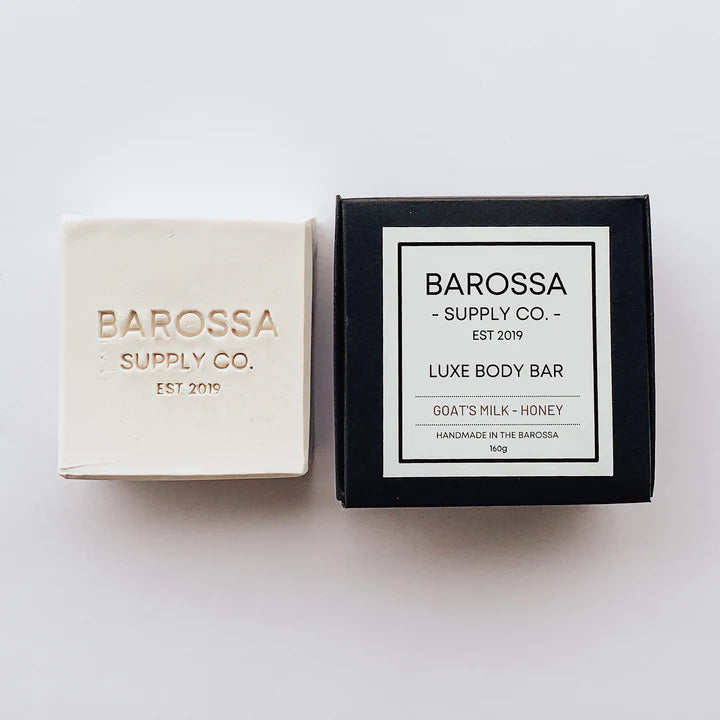 BAROSSA
SUPPLY CO.
EST 2019
BAROSSA
- SUPPLY CO. -
EST 2019
LUXE BODY BAR
GOAT'S MILK - HONEY
HANDMADE IN THE BAROSSA
160g